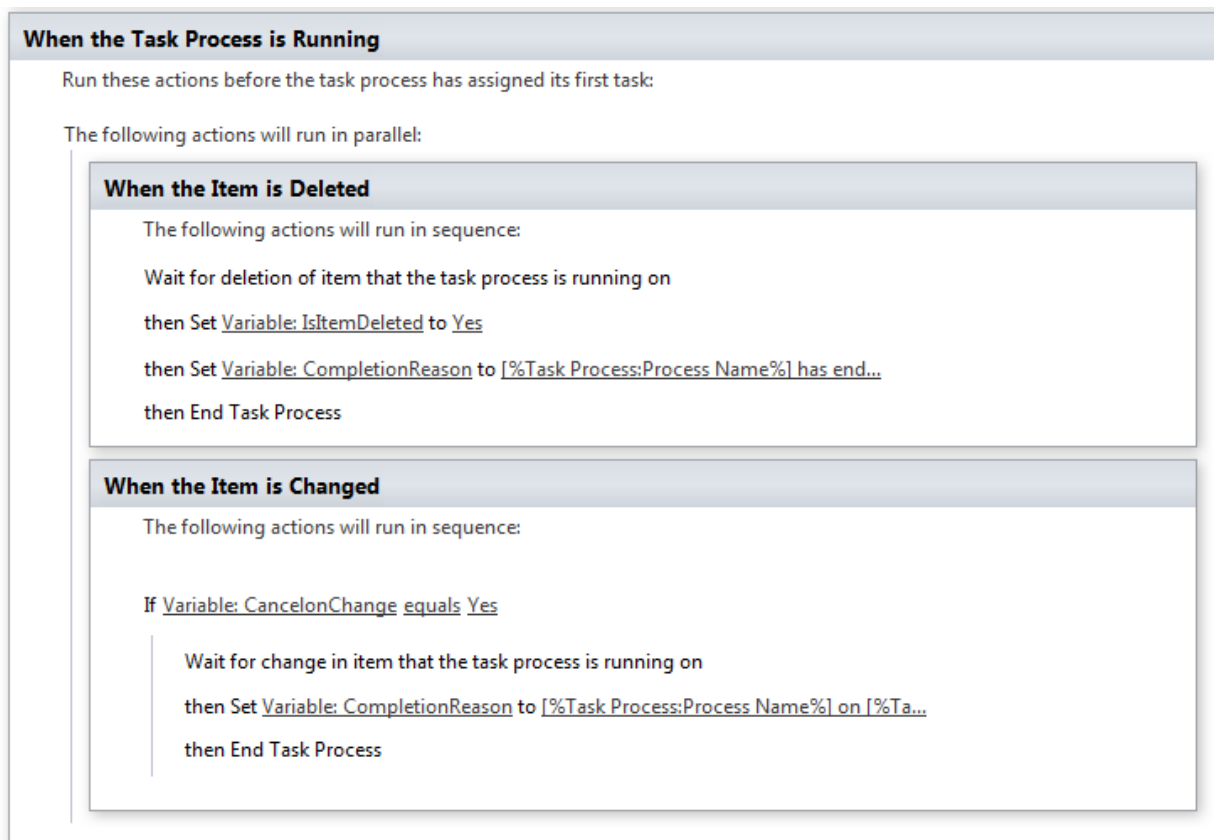 When the Task Process is Running
Run these actions before the task process has assigned its first task:
The following actions will run in parallel:
When the Item is Deleted
The following actions will run in sequence:
Wait for deletion of item that the task process is running on
then Set Variable: IsItemDeleted to Yes
then Set Variable: CompletionReason to [%Task Process:Process Name%] has end...
then End Task Process
When the Item is Changed
The following actions will run in sequence:
If Variable: CancelonChange equals Yes
Wait for change in item that the task process is running on
then Set Variable: CompletionReason to [%Task Process:Process Name%] on [%Ta...
then End Task Process